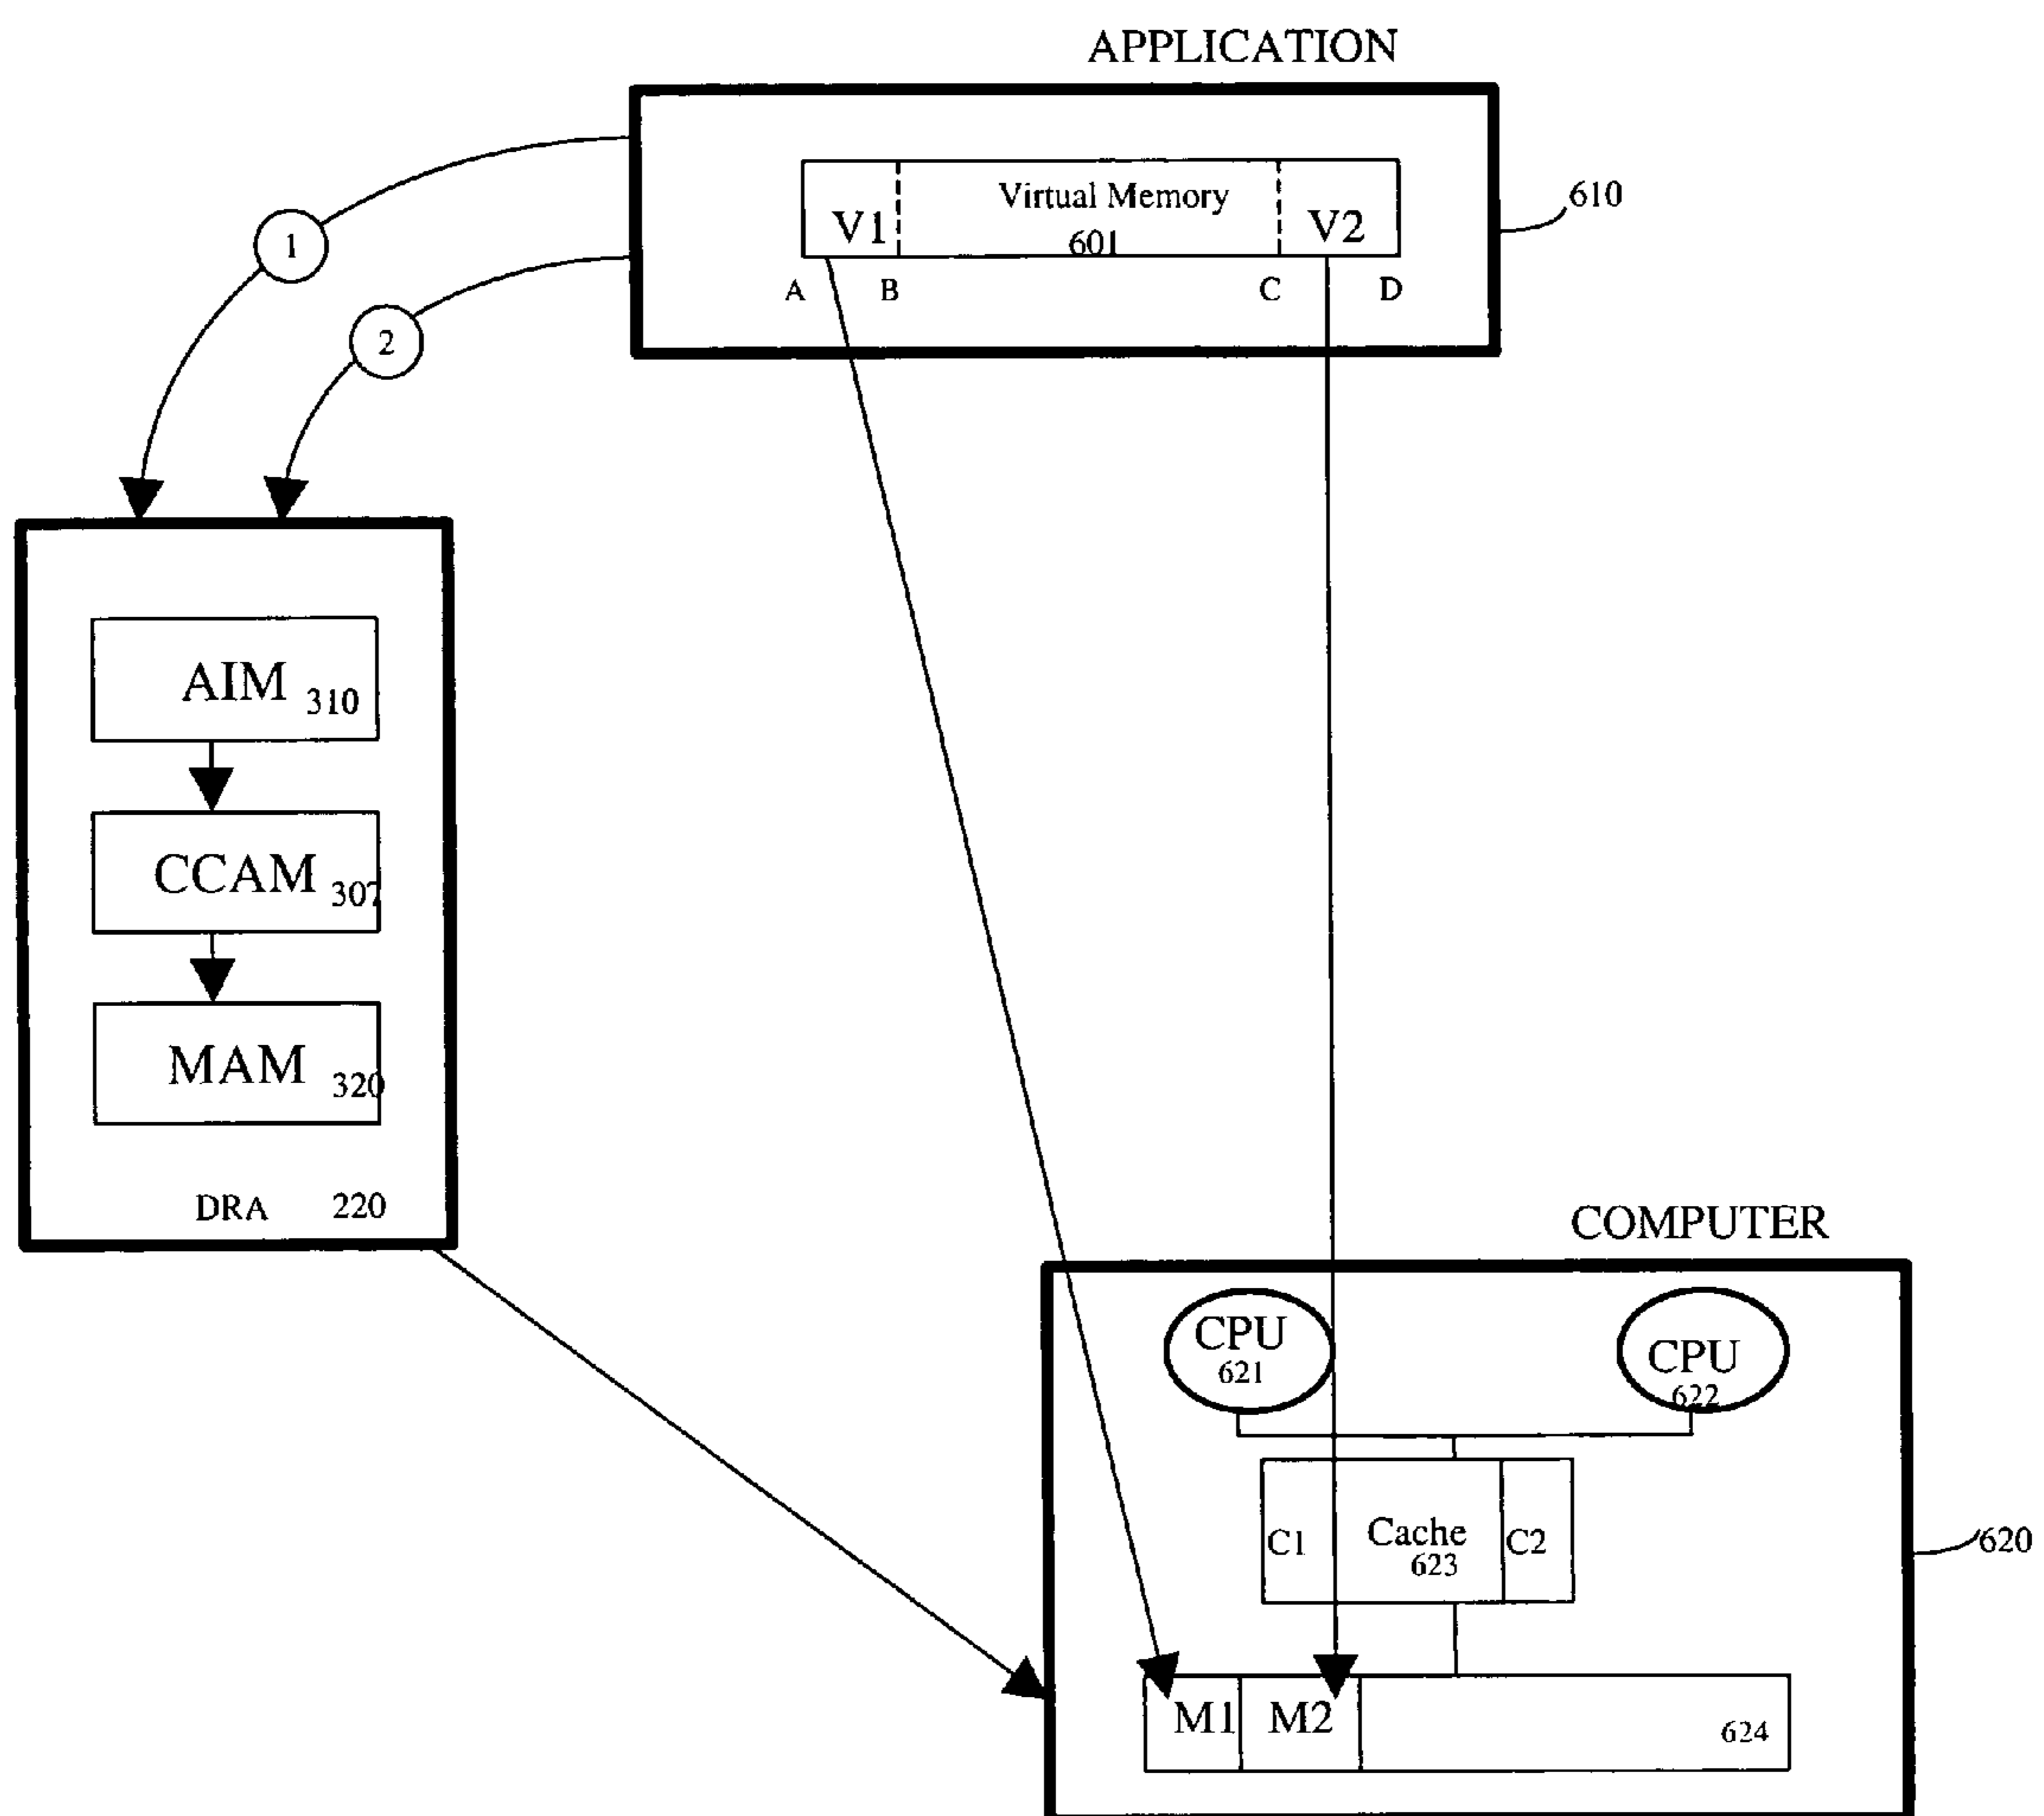 APPLICATION
Virtual Memory
V1
601
V2
610
A
B
C
D
1
2
AIM 310
CCAM 307
MAM 320
DRA 220
COMPUTER
CPU
621
CPU
622
C1
Cache
623
C2
620
M1
M2
624